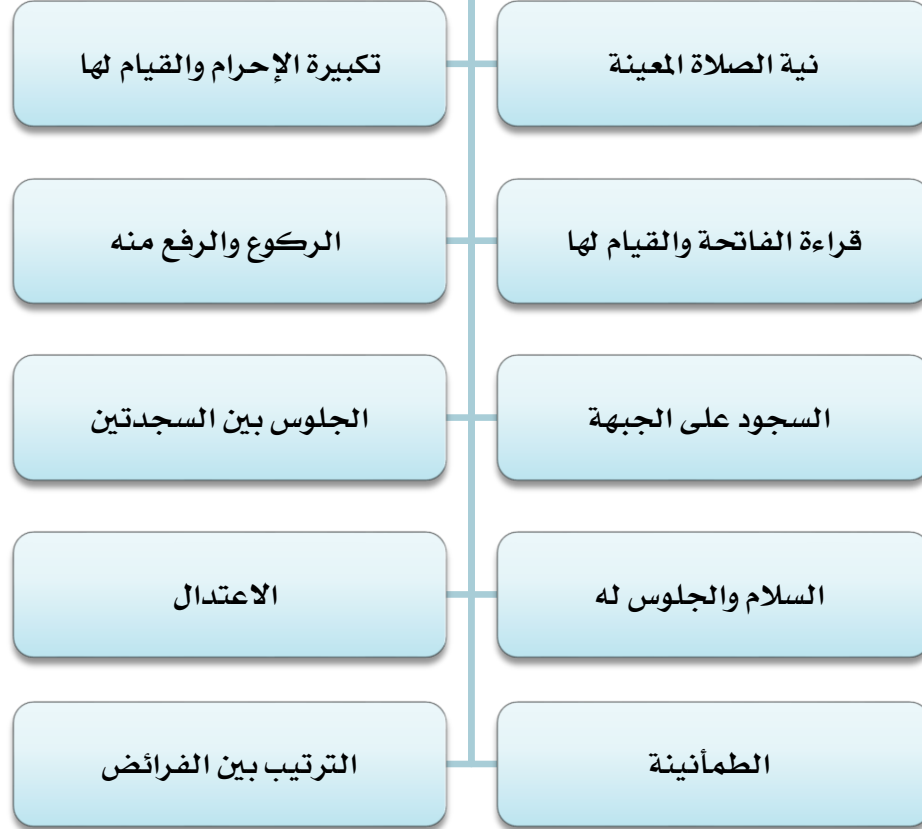 نية الصلاة المعينة
تكبيرة الإحرام والقيام لها
قراءة الفاتحة والقيام لها
الركوع والرفع منه
السجود على الجبهة
الجلوس بين السجدتين
السلام والجلوس له
الاعتدال
الطمأنينة
الترتيب بين الفرائض